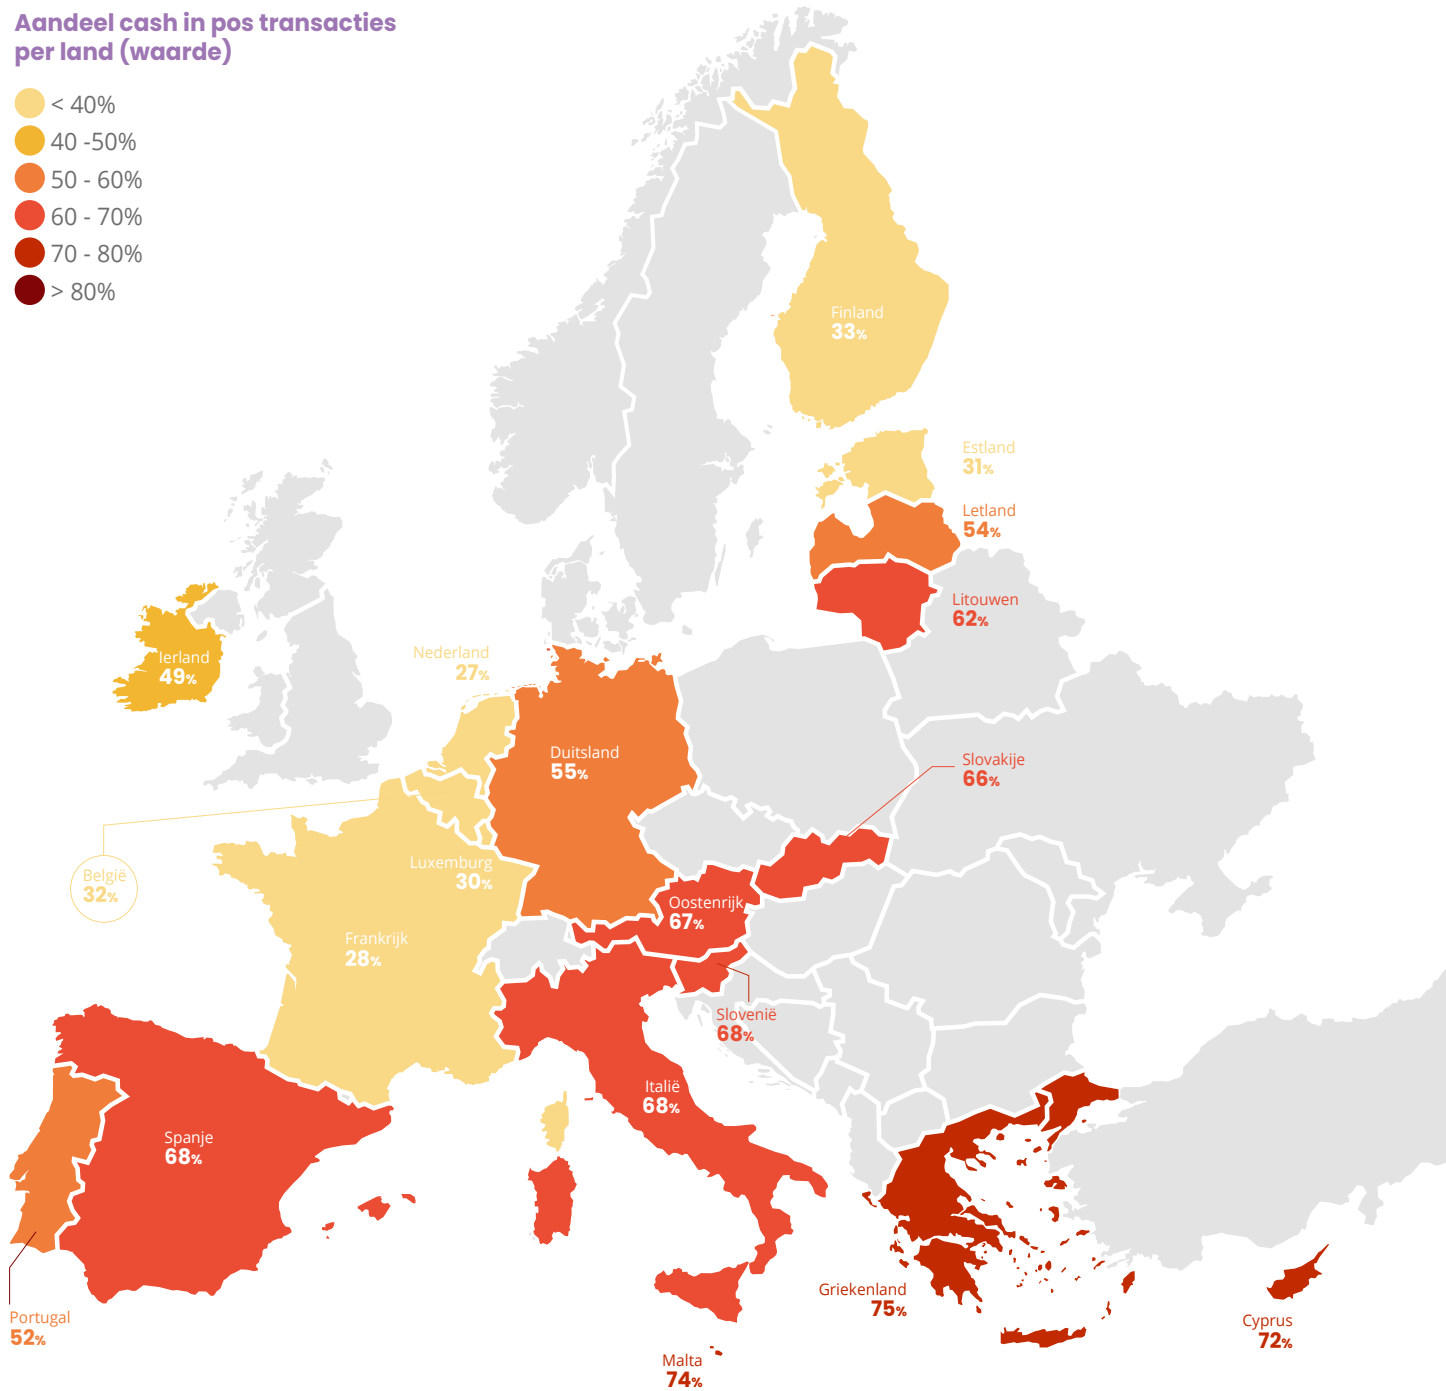 Aandeel cash in pos transacties
per land (waarde)
< 40%
40 -50%
50 - 60%
60 - 70%
70 - 80%
> 80%
Finland
33%
Estland
31%
Letland
54%
Litouwen
62%
Ierland
49%
Nederland
27%
Duitsland
55%
Slovakije
66%
België
32%
Luxemburg
30%
Oostenrijk
67%
Frankrijk
28%
Slovenië
68%
Italië
68%
Spanje
68%
Portugal
52%
Griekenland
75%
Cyprus
72%
Malta
74%